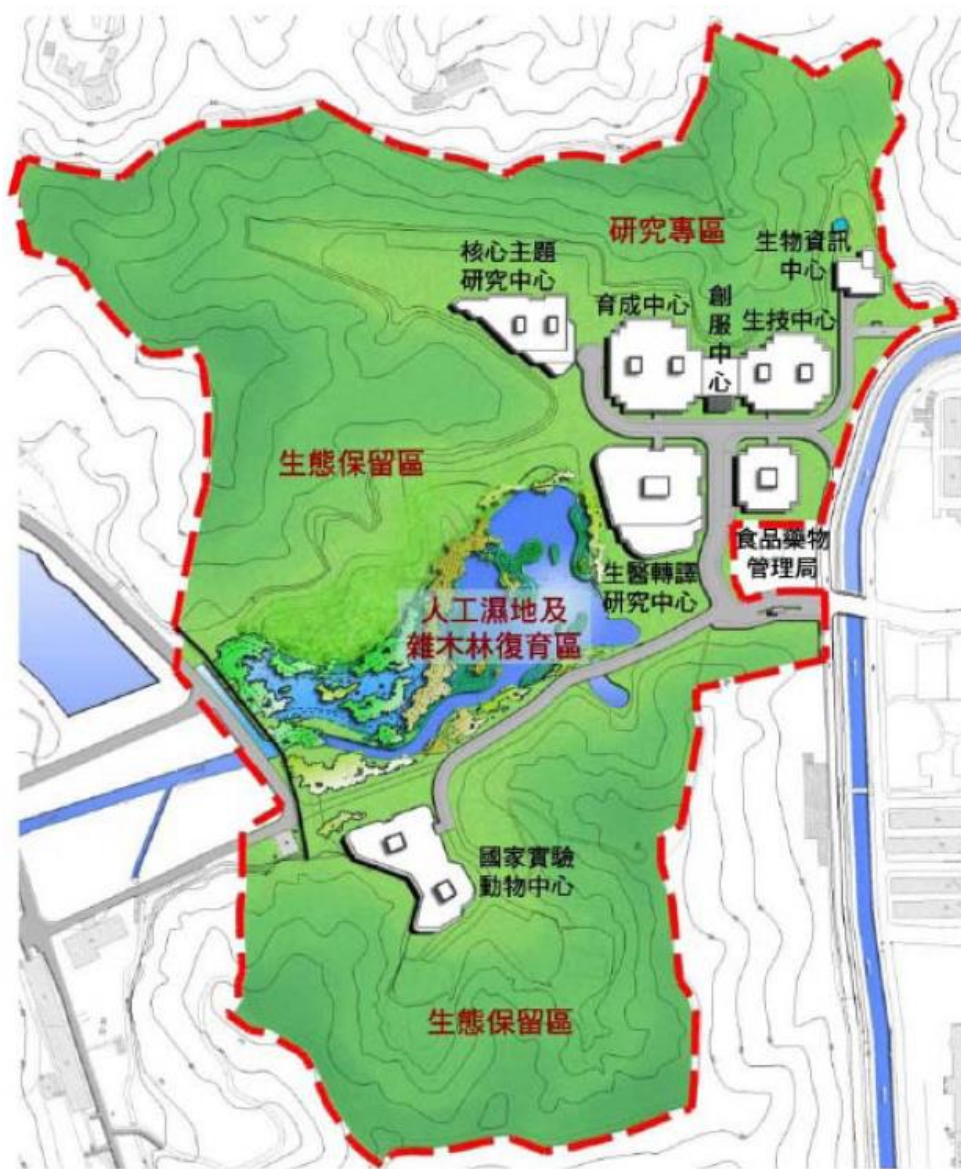 研究專區
生物資訊
中心
核心主題
研究中心
育成中心
創服中心
生技中心
生態保留區
食品藥物
管理局
生醫轉譯
研究中心
人工濕地及
雜木林復育區
國家實驗
動物中心
生態保留區